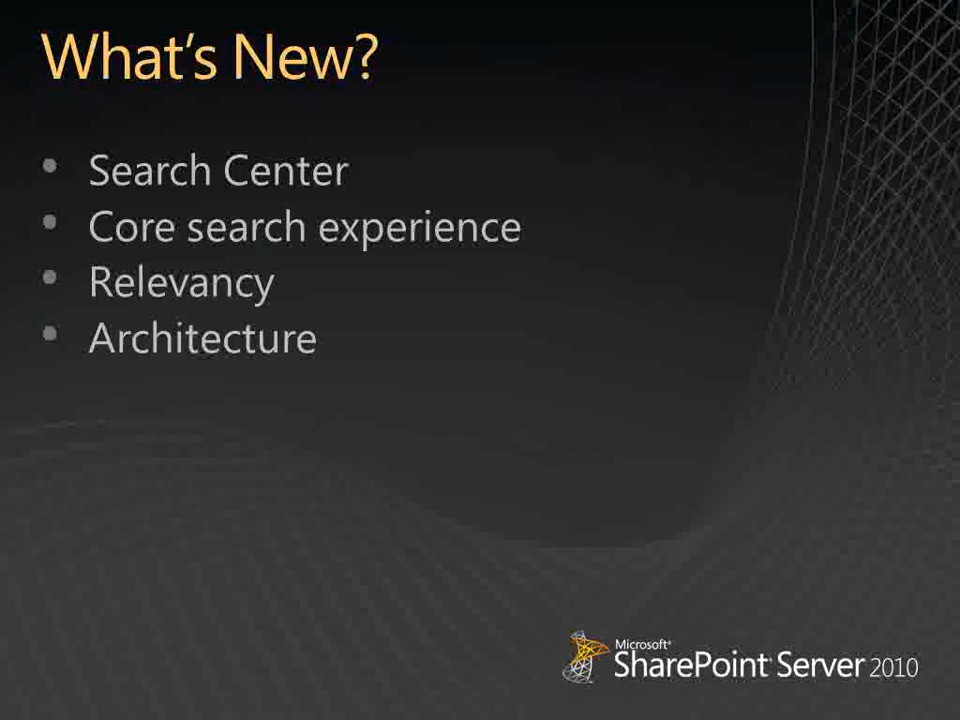 What's New?
• Search Center
• Core search experience
• Relevancy
• Architecture
Microsoft®
SharePoint Server 2010